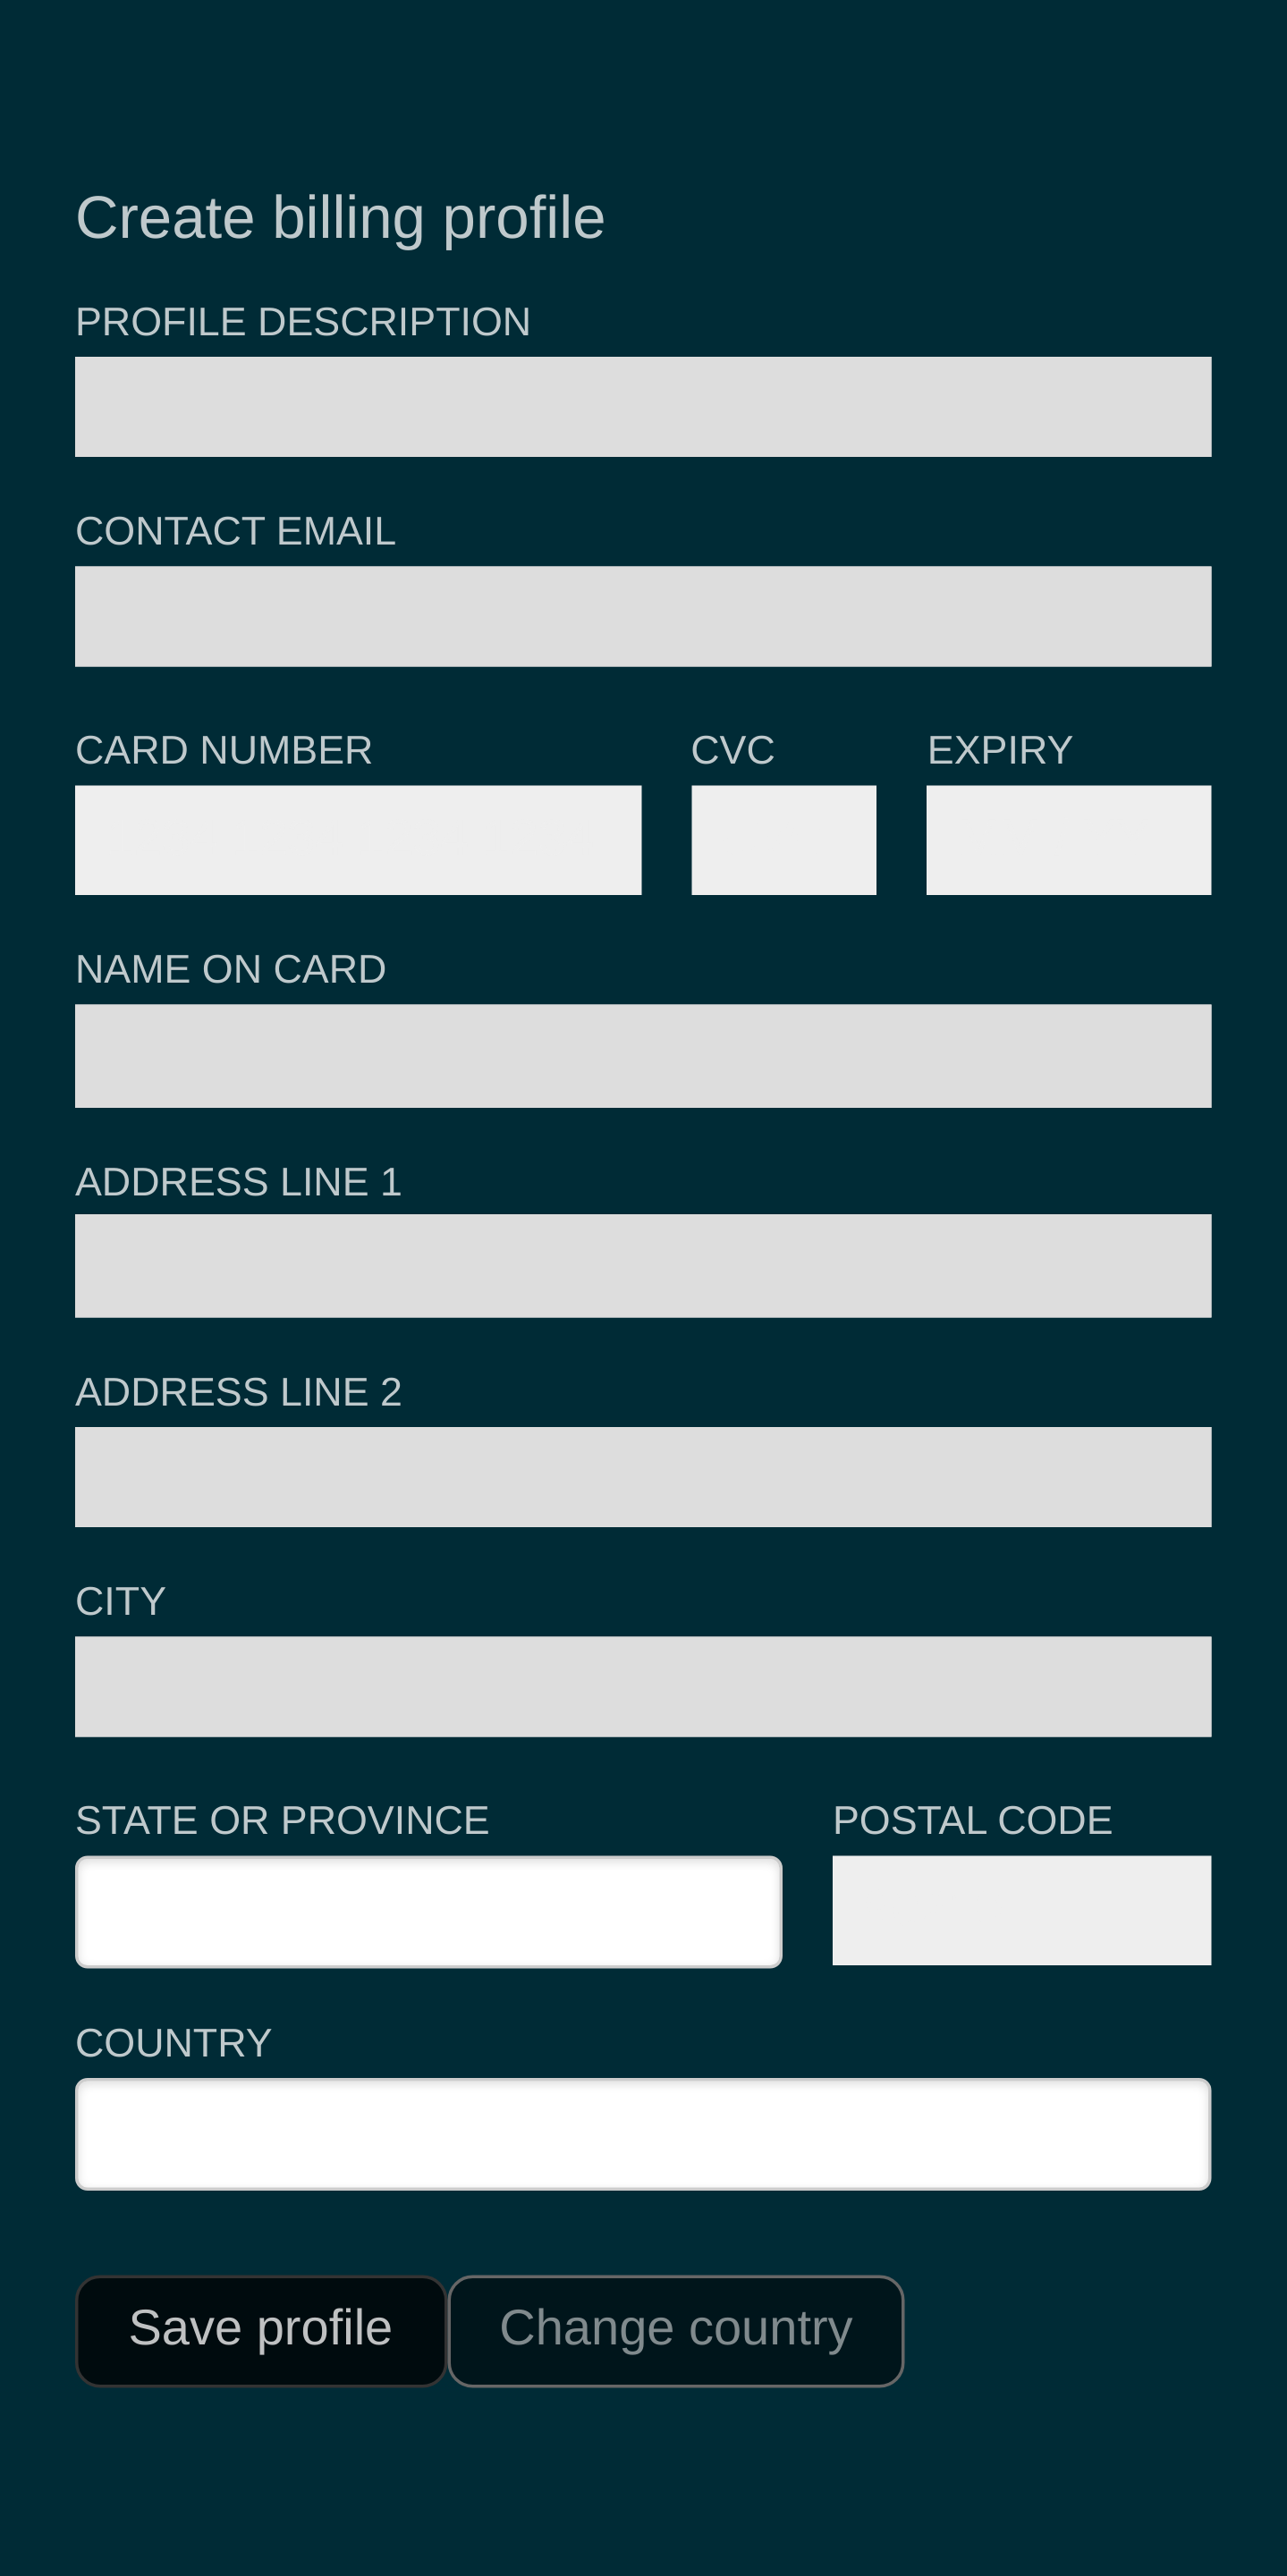 Create billing profile
PROFILE DESCRIPTION
CONTACT EMAIL
CARD NUMBER CVC EXPIRY
NAME ON CARD
ADDRESS LINE 1
ADDRESS LINE 2
CITY
STATE OR PROVINCE POSTAL CODE
COUNTRY
Save profile Change country